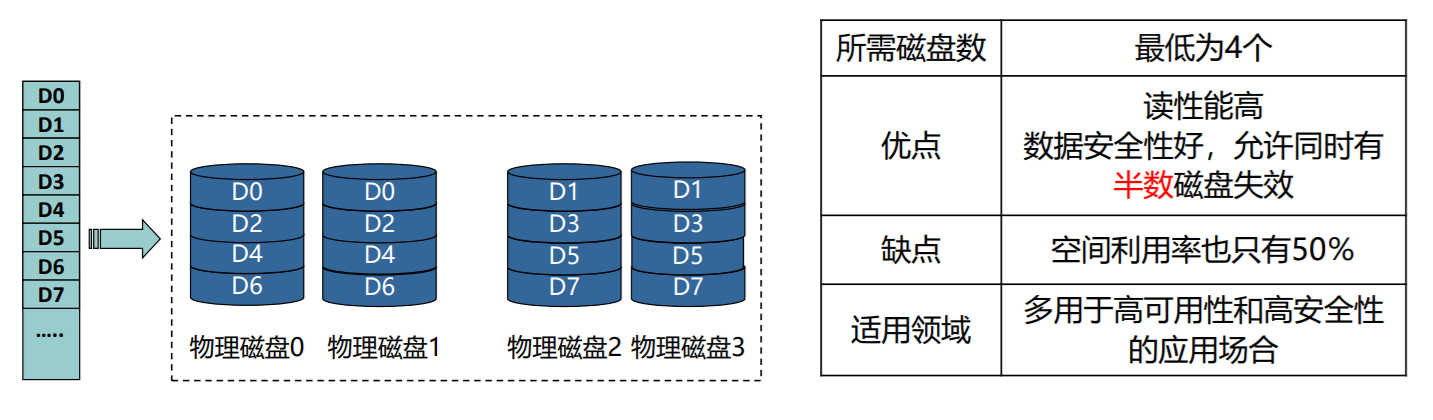 D0
D1
D2
D3
D4
D5
D6
D7
.....
D0
D2
D4
D6
物理磁盘0
D0
D2
D4
D6
物理磁盘1
D1
D3
D5
D7
物理磁盘2
D1
D3
D5
D7
物理磁盘3
所需磁盘数
最低为4个
优点
读性能高
数据安全性好，允许同时有
半数磁盘失效
缺点
空间利用率也只有50%
适用领域
多用于高可用性和高安全性
的应用场合